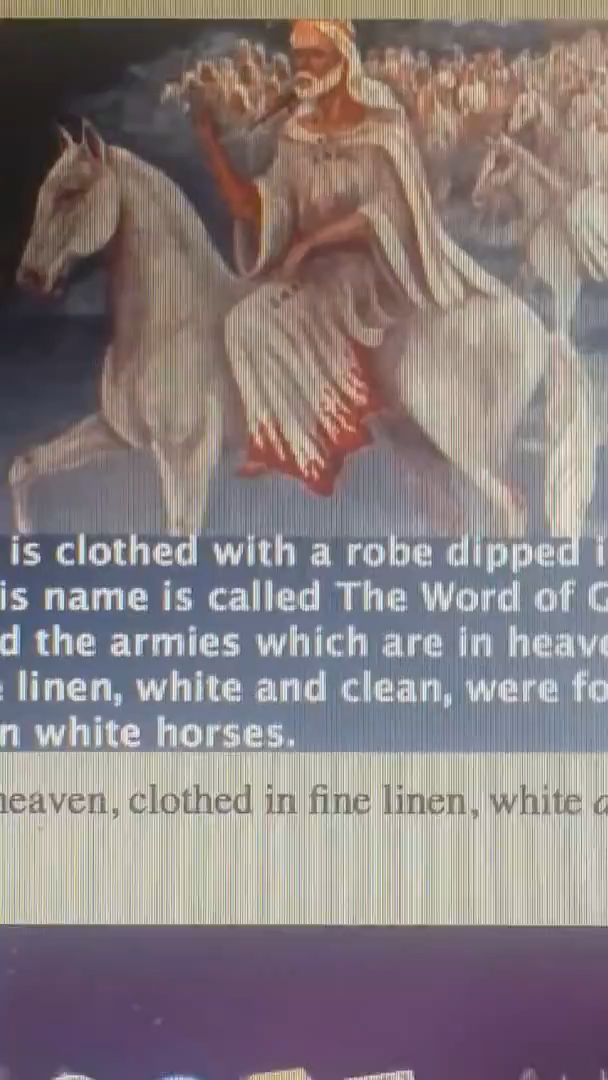 is clothed with a robe dipped i
is name is called The Word of G
d the armies which are in heave
linen, white and clean, were fo
n white horses.
heaven, clothed in fine linen, white a